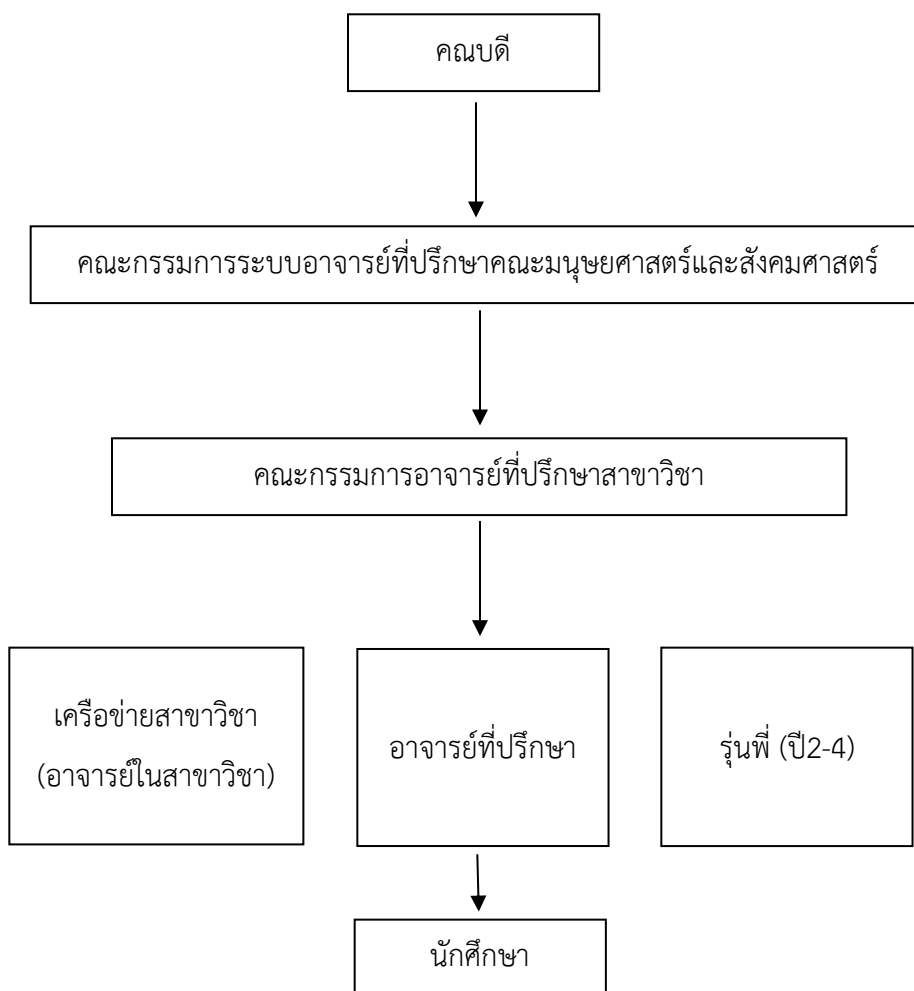 คณบดี
คณะกรรมการระบบอาจารย์ที่ปรึกษาคณะมนุษยศาสตร์และสังคมศาสตร์
คณะกรรมการอาจารย์ที่ปรึกษาสาขาวิชา
เครือข่ายสาขาวิชา
(อาจารย์ในสาขาวิชา)
อาจารย์ที่ปรึกษา
รุ่นพี่ (ปี2-4)
นักศึกษา